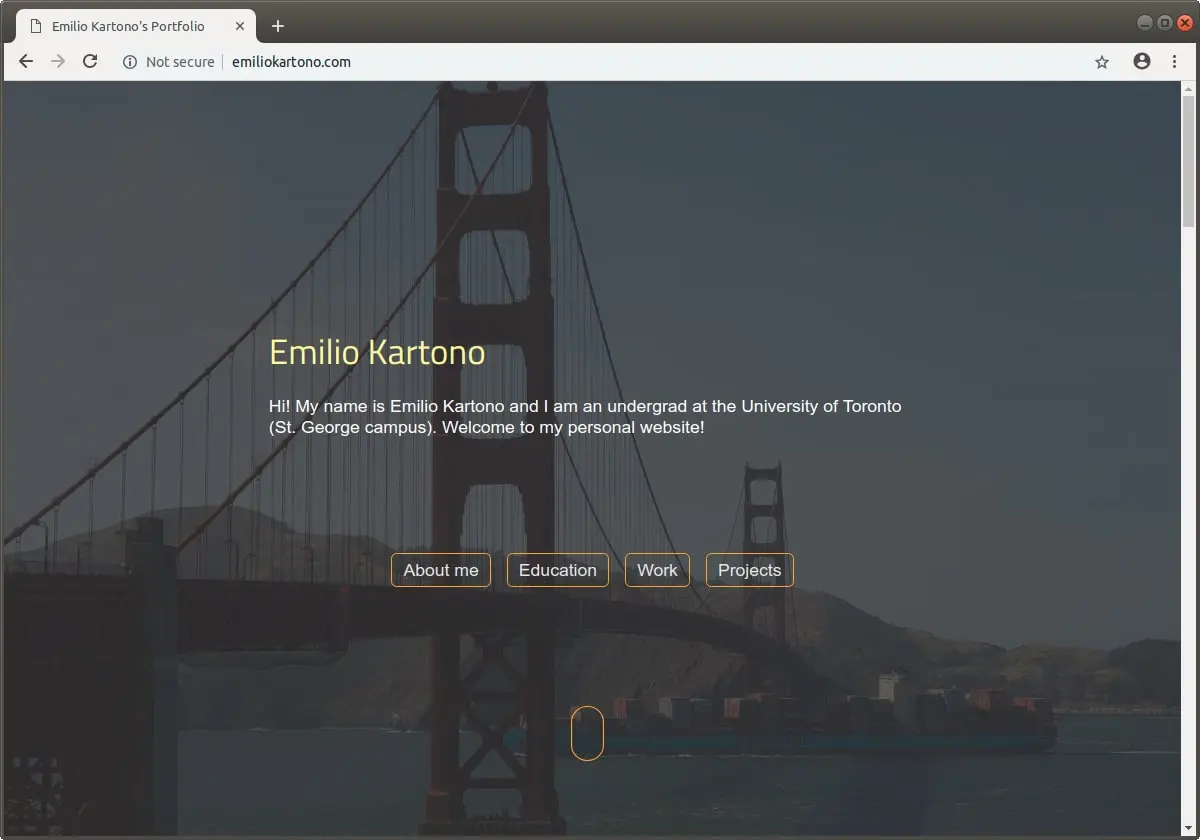 Emilio Kartono's Portfolio
Not secure
emiliokartono.com
Emilio Kartono
Hi! My name is Emilio Kartono and I am an undergrad at the University of Toronto
(St. George campus). Welcome to my personal website!
About me
Education
Work
Projects